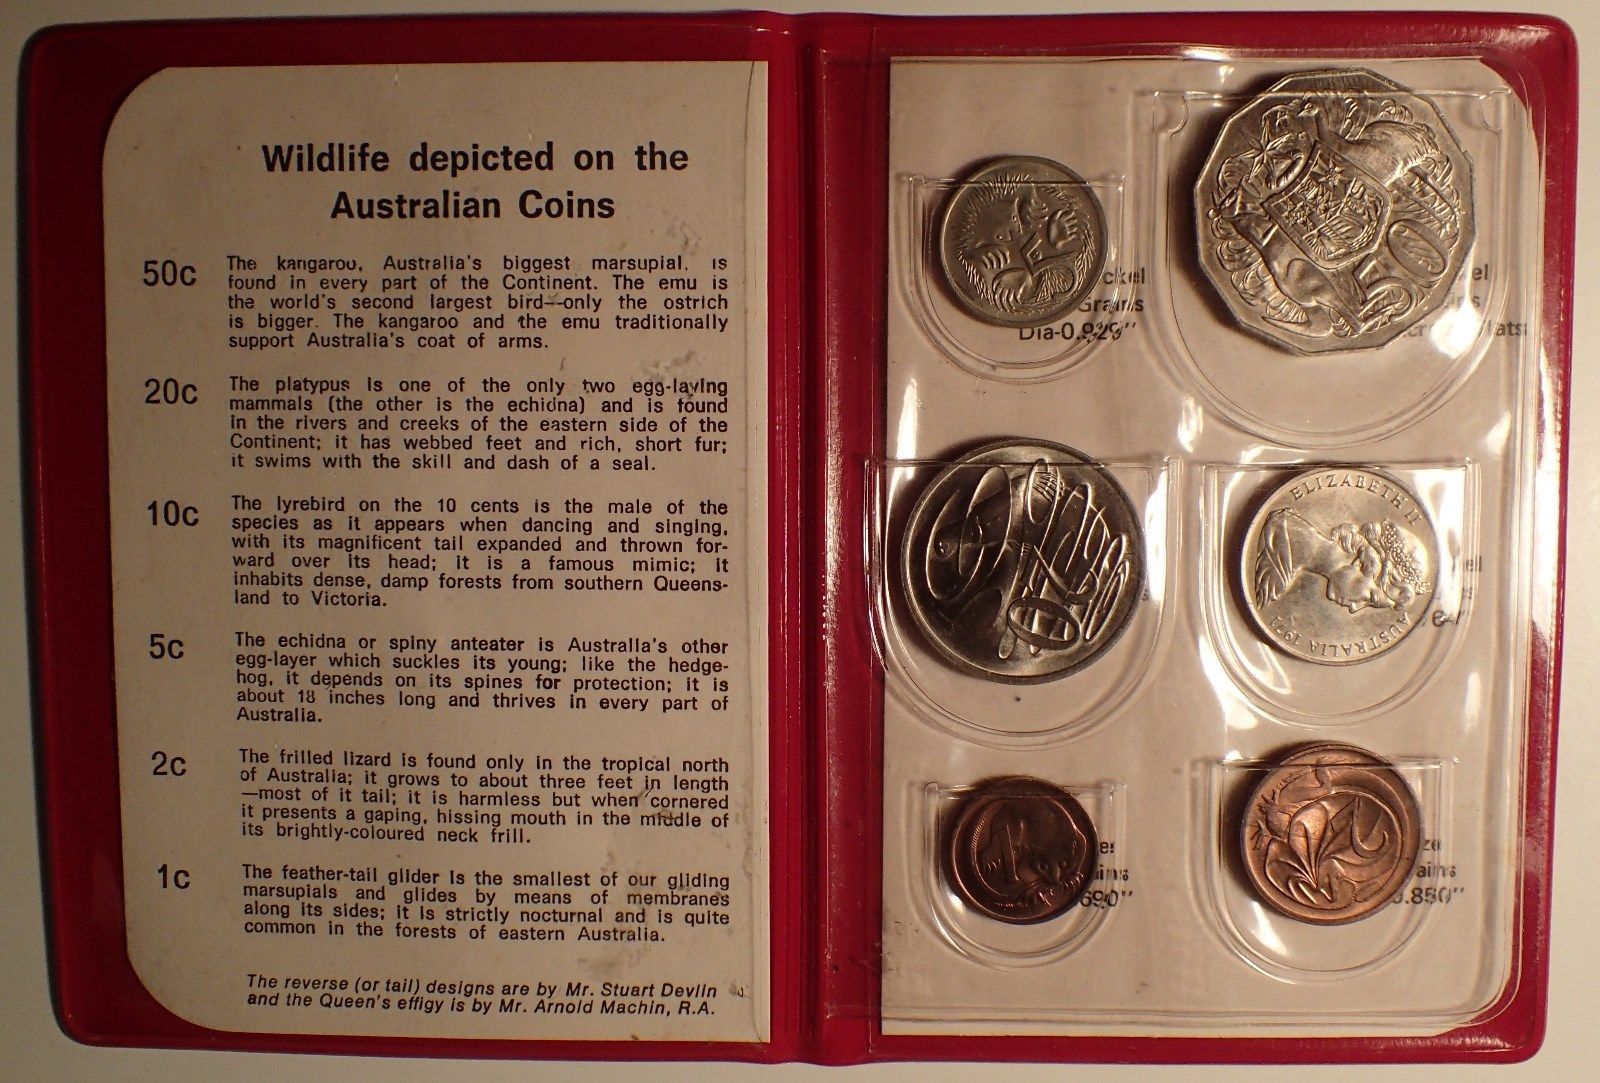 Wildlife depicted on the
Australian Coins
50c
The kangaroo, Australia's biggest marsupial, is
found in every part of the Continent. The emu is
the world's second largest bird—only the ostrich
is bigger. The kangaroo and the emu traditionally
support Australia's coat of arms.
20c
The platypus is one of the only two egg-laying
mammals (the other is the echidna) and is found
in the rivers and creeks of the eastern side of the
Continent; it has webbed feet and rich, short fur;
it swims with the skill and dash of a seal.
10c
The lyrebird on the 10 cents is the male of the
species as it appears when dancing and singing,
with its magnificent tail expanded and thrown for-
ward over its head; it is a famous mimic; it
inhabits dense, damp forests from southern Queens-
land to Victoria.
5c
The echidna or spiny anteater is Australia's other
egg-layer which suckles its young; like the hedge-
hog, it depends on its spines for protection; it is
about 18 inches long and thrives in every part of
Australia.
2c
The frilled lizard is found only in the tropical north
of Australia; it grows to about three feet in length
—most of it tail; it is harmless but when cornered
it presents a gaping, hissing mouth in the middle of
its brightly-coloured neck frill.
1c
The feather-tail glider is the smallest of our gliding
marsupials and glides by means of membranes
along its sides; it is strictly nocturnal and is quite
common in the forests of eastern Australia.
The reverse (or tail) designs are by Mr. Stuart Devlin
and the Queen's effigy is by Mr. Arnold Machin, R.A.
5
50
Grains
Dia-0.929"
10
ELIZABETH II
AUSTRALIA 1971
1
2